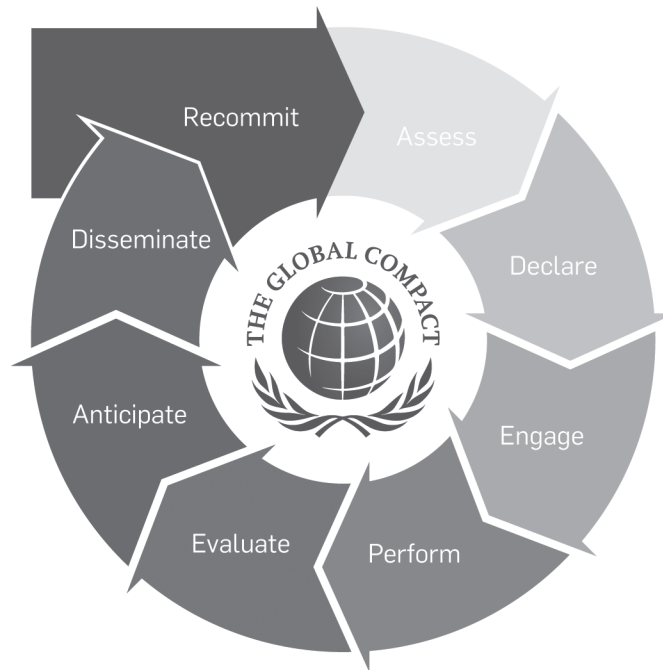 Recommit
Assess
Declare
Engage
Perform
Evaluate
Anticipate
Disseminate
THE GLOBAL COMPACT